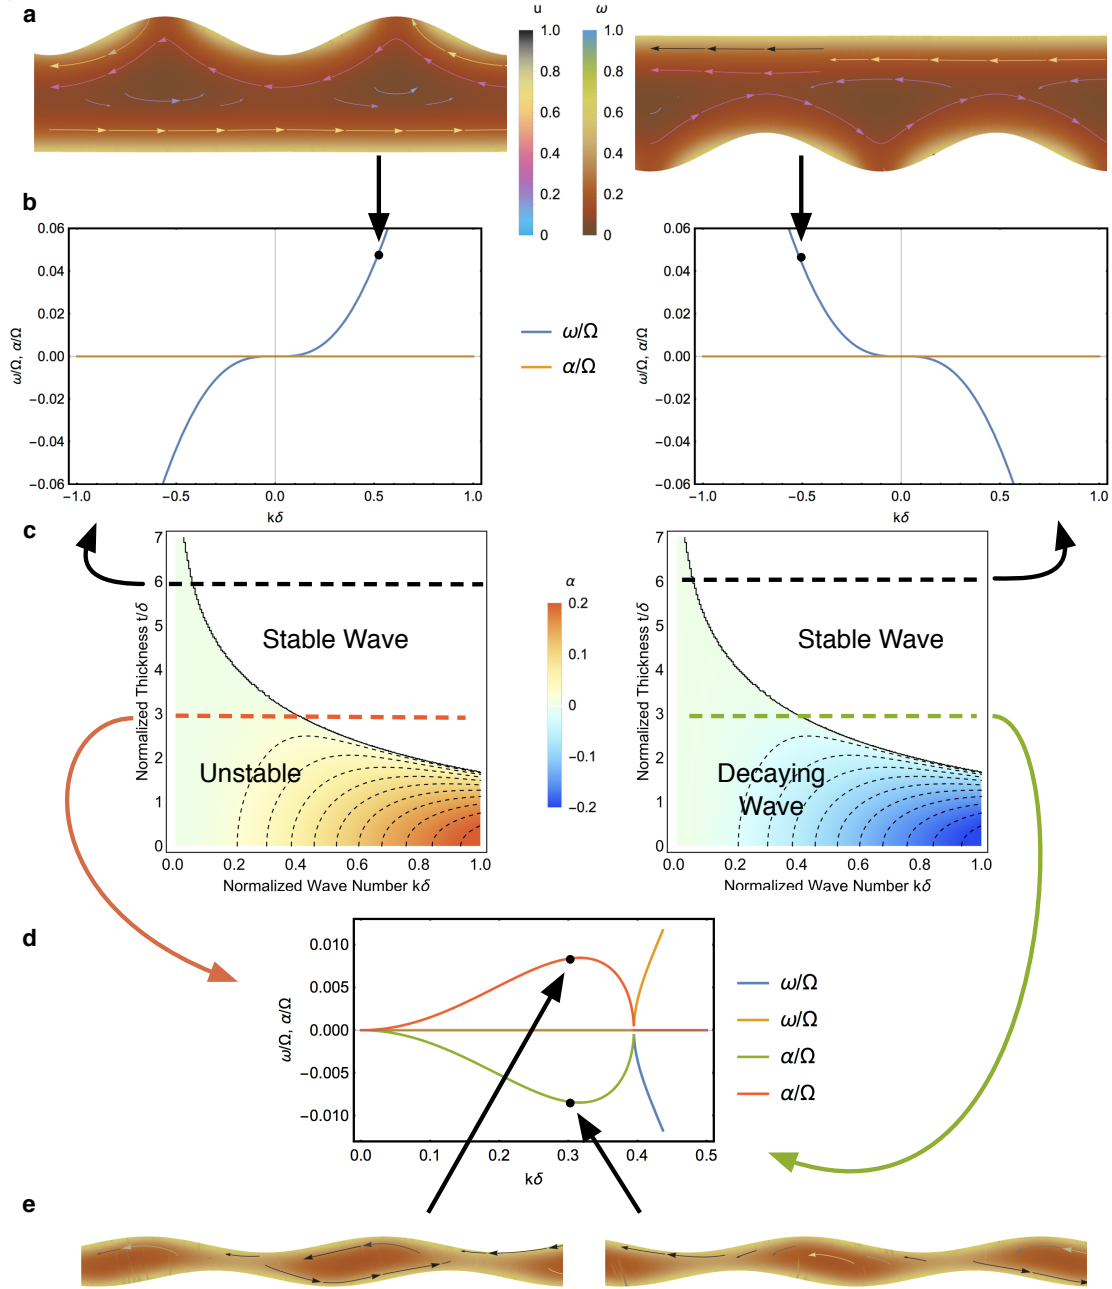 a
u
ω
1.0
0.8
0.6
0.4
0.2
0
1.0
0.8
0.6
0.4
0.2
0
b
0.06
0.04
0.02
0.00
−0.02
−0.04
−0.06
−1.0 −0.5 0.0 0.5 1.0
kδ
ω/Ω, α/Ω
ω/Ω
α/Ω
0.06
0.04
0.02
0.00
−0.02
−0.04
−0.06
−1.0 −0.5 0.0 0.5 1.0
kδ
ω/Ω, α/Ω
c
7
6
5
4
3
2
1
0
Normalized Thickness t/δ
Stable Wave
Unstable
0.0 0.2 0.4 0.6 0.8 1.0
Normalized Wave Number kδ
α
0.2
0.1
0
−0.1
−0.2
7
6
5
4
3
2
1
0
Normalized Thickness t/δ
Stable Wave
Decaying
Wave
0.0 0.2 0.4 0.6 0.8 1.0
Normalized Wave Number kδ
d
0.010
0.005
0.000
−0.005
−0.010
ω/Ω, α/Ω
0.0 0.1 0.2 0.3 0.4 0.5
kδ
ω/Ω
ω/Ω
α/Ω
α/Ω
e